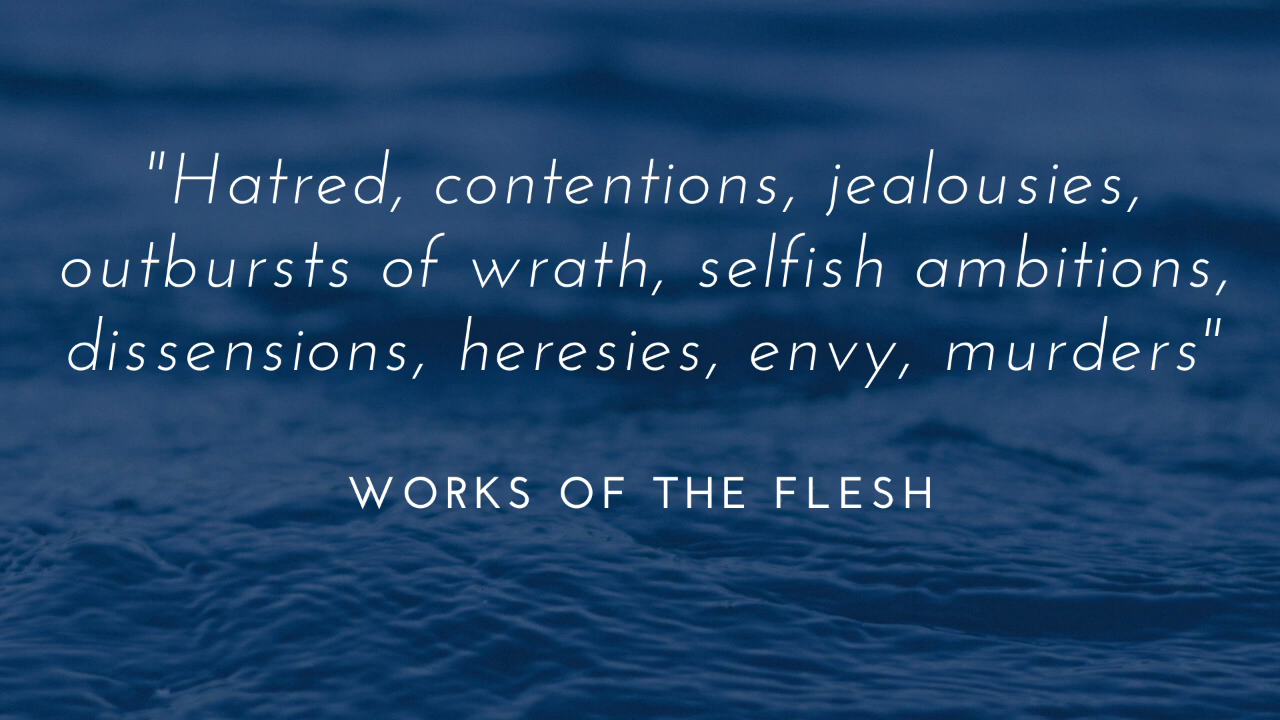 "Hatred, contentions, jealousies,
outbursts of wrath, selfish ambitions,
dissensions, heresies, envy, murders"
WORKS OF THE FLESH